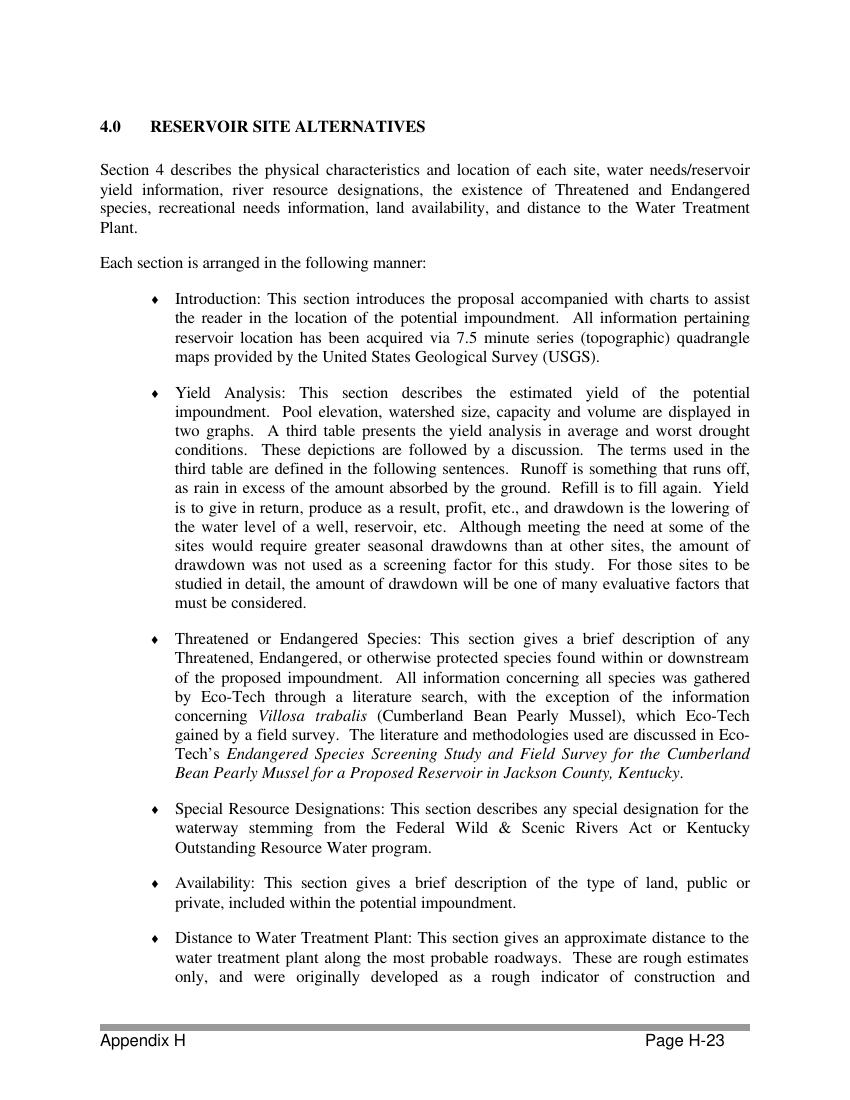 4.0 RESERVOIR SITE ALTERNATIVES
Section 4 describes the physical characteristics and location of each site, water needs/reservoir
yield information, river resource designations, the existence of Threatened and Endangered
species, recreational needs information, land availability, and distance to the Water Treatment
Plant.
Each section is arranged in the following manner:
♦ Introduction: This section introduces the proposal accompanied with charts to assist
the reader in the location of the potential impoundment. All information pertaining
reservoir location has been acquired via 7.5 minute series (topographic) quadrangle
maps provided by the United States Geological Survey (USGS).
♦ Yield Analysis: This section describes the estimated yield of the potential
impoundment. Pool elevation, watershed size, capacity and volume are displayed in
two graphs. A third table presents the yield analysis in average and worst drought
conditions. These depictions are followed by a discussion. The terms used in the
third table are defined in the following sentences. Runoff is something that runs off,
as rain in excess of the amount absorbed by the ground. Refill is to fill again. Yield
is to give in return, produce as a result, profit, etc., and drawdown is the lowering of
the water level of a well, reservoir, etc. Although meeting the need at some of the
sites would require greater seasonal drawdowns than at other sites, the amount of
drawdown was not used as a screening factor for this study. For those sites to be
studied in detail, the amount of drawdown will be one of many evaluative factors that
must be considered.
♦ Threatened or Endangered Species: This section gives a brief description of any
Threatened, Endangered, or otherwise protected species found within or downstream
of the proposed impoundment. All information concerning all species was gathered
by Eco-Tech through a literature search, with the exception of the information
concerning Villosa trabalis (Cumberland Bean Pearly Mussel), which Eco-Tech
gained by a field survey. The literature and methodologies used are discussed in Eco-
Tech's Endangered Species Screening Study and Field Survey for the Cumberland
Bean Pearly Mussel for a Proposed Reservoir in Jackson County, Kentucky.
♦ Special Resource Designations: This section describes any special designation for the
waterway stemming from the Federal Wild & Scenic Rivers Act or Kentucky
Outstanding Resource Water program.
♦ Availability: This section gives a brief description of the type of land, public or
private, included within the potential impoundment.
♦ Distance to Water Treatment Plant: This section gives an approximate distance to the
water treatment plant along the most probable roadways. These are rough estimates
only, and were originally developed as a rough indicator of construction and
Appendix H Page H-23